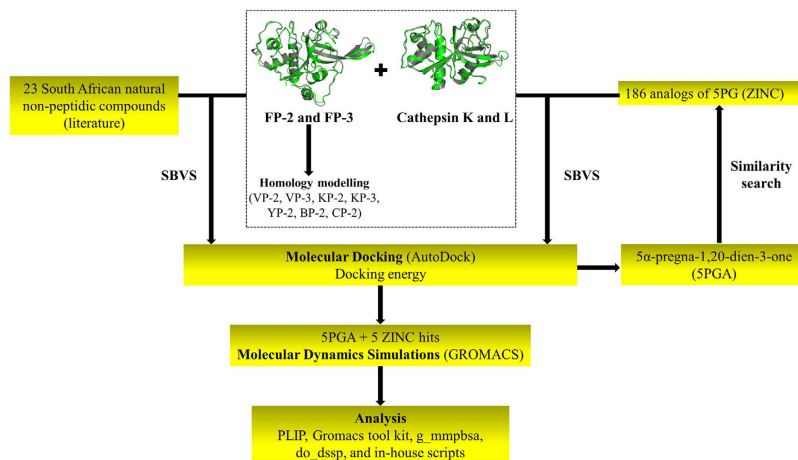 23 South African natural
non-peptidic compounds
(literature)
+
FP-2 and FP-3
Cathepsin K and L
186 analogs of 5PG (ZINC)
SBVS
Homology modelling
(VP-2, VP-3, KP-2, KP-3,
YP-2, BP-2, CP-2)
SBVS
Similarity
search
Molecular Docking (AutoDock)
Docking energy
5α-pregna-1,20-dien-3-one
(5PGA)
5PGA + 5 ZINC hits
Molecular Dynamics Simulations (GROMACS)
Analysis
PLIP, Gromacs tool kit, g_mmpbsa,
do_dssp, and in-house scripts